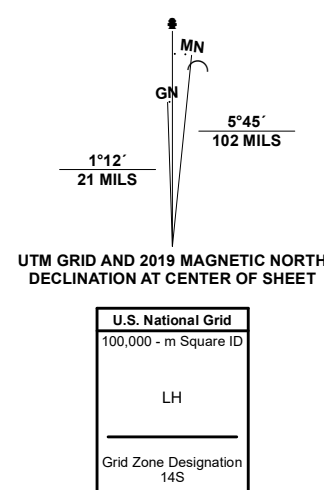 MN
GN
5°45´
102 MILS
1°12´
21 MILS
UTM GRID AND 2019 MAGNETIC NORTH
DECLINATION AT CENTER OF SHEET
U.S. National Grid
100,000 - m Square ID
LH
Grid Zone Designation
14S